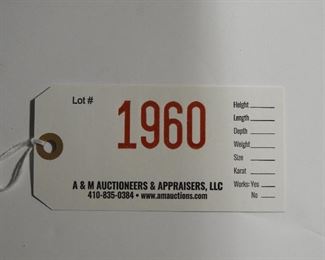 Lot #
1960
A & M AUCTIONEERS & APPRAISERS, LLC
410-835-0384 • www.amauctions.com
Height
Length
Depth
Weight
Size
Karat
Works: Yes
No